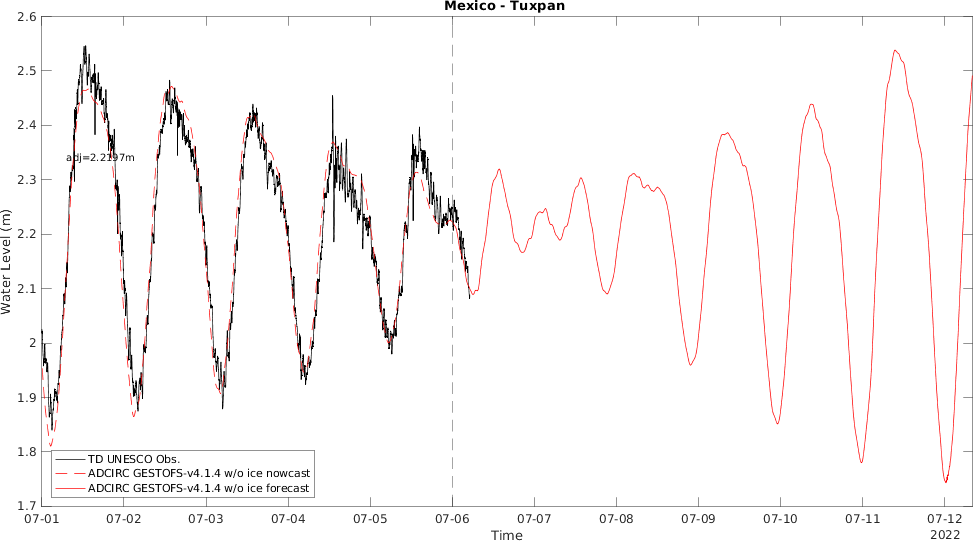 Mexico - Tuxpan
2.6
2.5
2.4
2.3
2.2
2.1
2
1.9
1.8
1.7
Water Level (m)
adj=2.2197m
TD UNESCO Obs.
ADCIRC GESTOFS-v4.1.4 w/o ice nowcast
ADCIRC GESTOFS-v4.1.4 w/o ice forecast
07-01 07-02 07-03 07-04 07-05 07-06 07-07 07-08 07-09 07-10 07-11 07-12
2022
Time